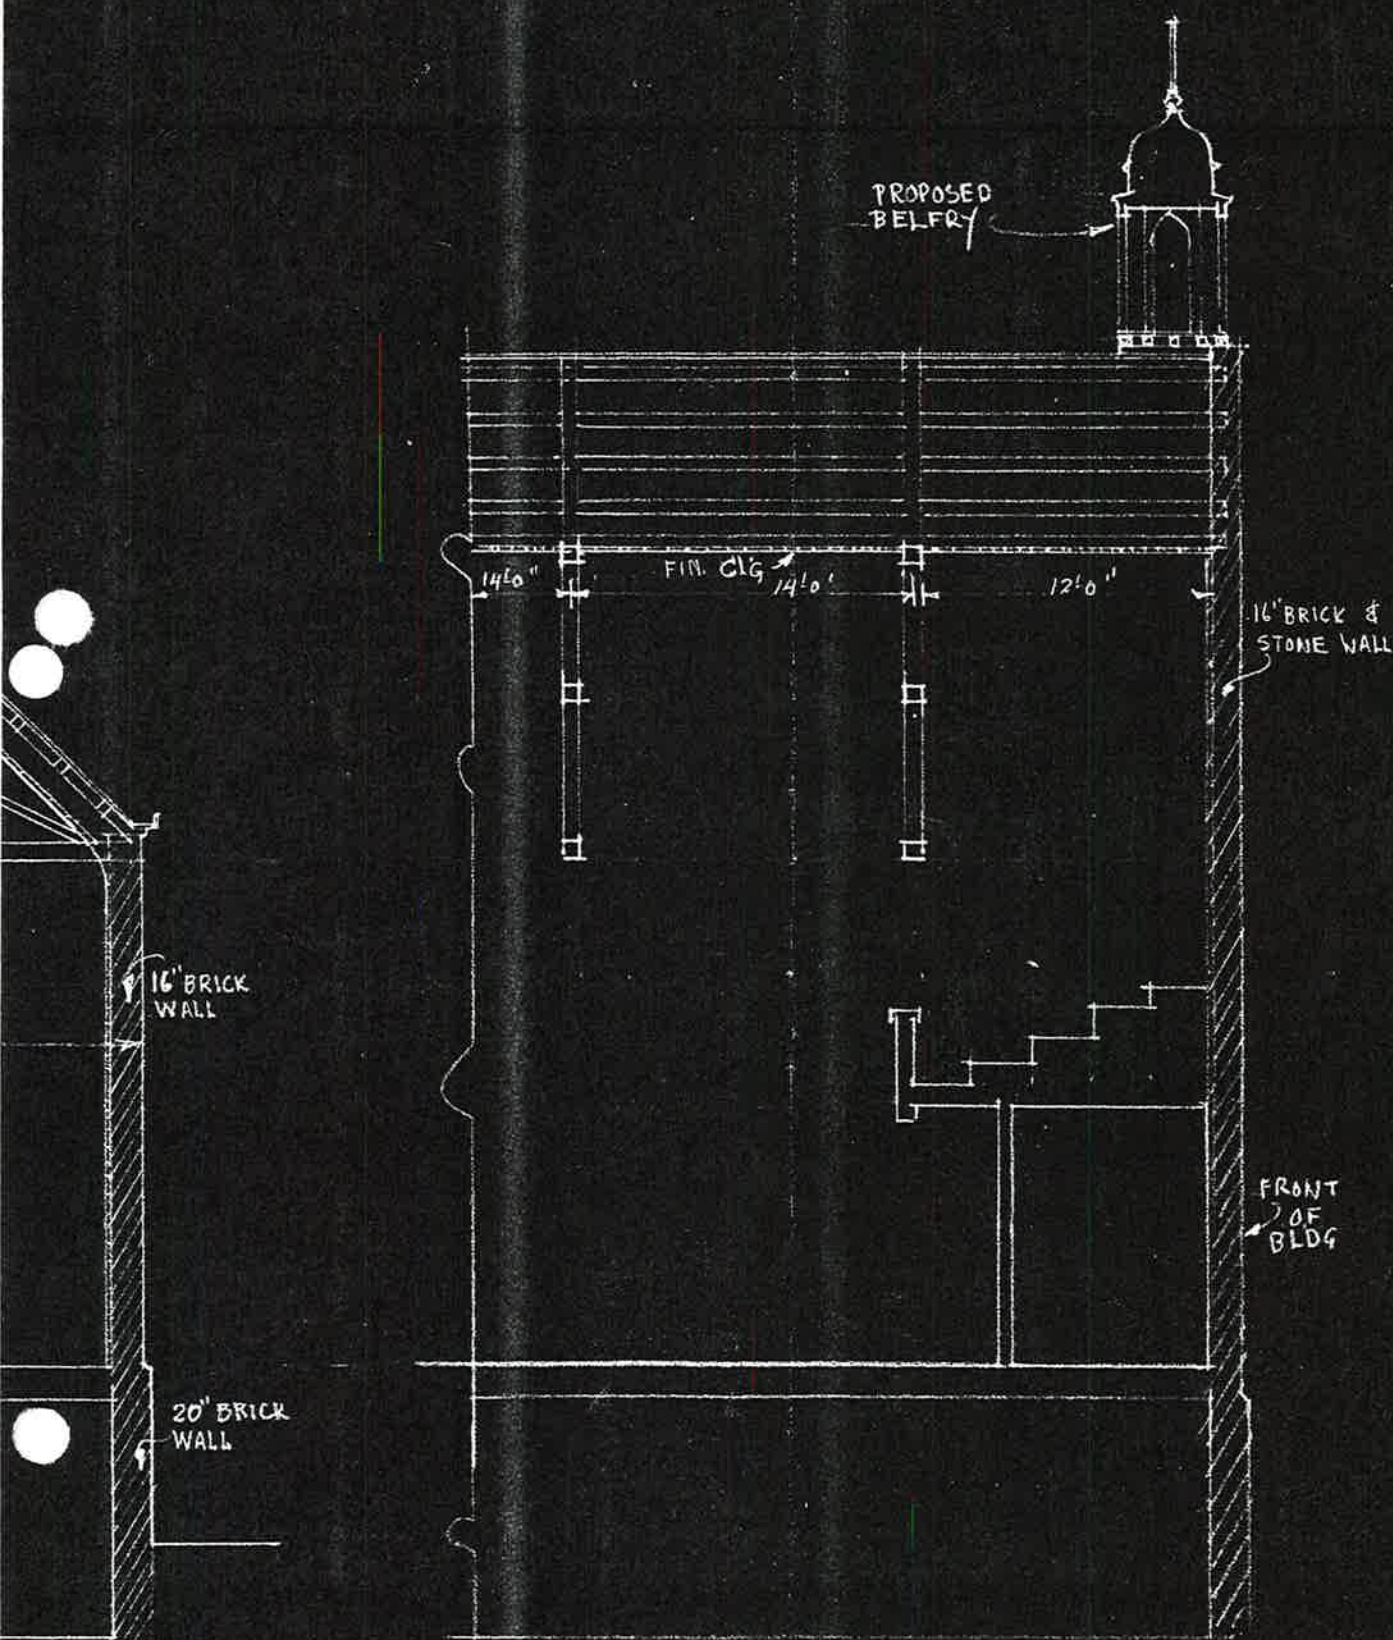 PROPOSED
BELFRY
14'0"
FIN. CLG
14'0"
12'0"
16" BRICK &
STONE WALL
16" BRICK
WALL
FRONT
OF
BLDG
20" BRICK
WALL